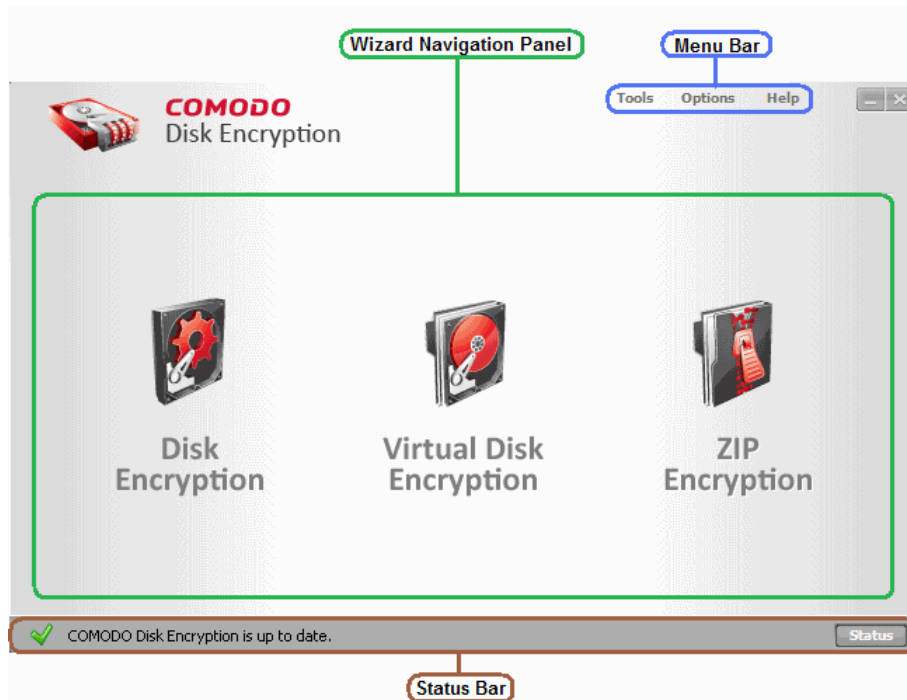 Wizard Navigation Panel
Menu Bar
COMODO
Disk Encryption
Tools Options Help
Disk
Encryption
Virtual Disk
Encryption
ZIP
Encryption
COMODO Disk Encryption is up to date.
Status
Status Bar